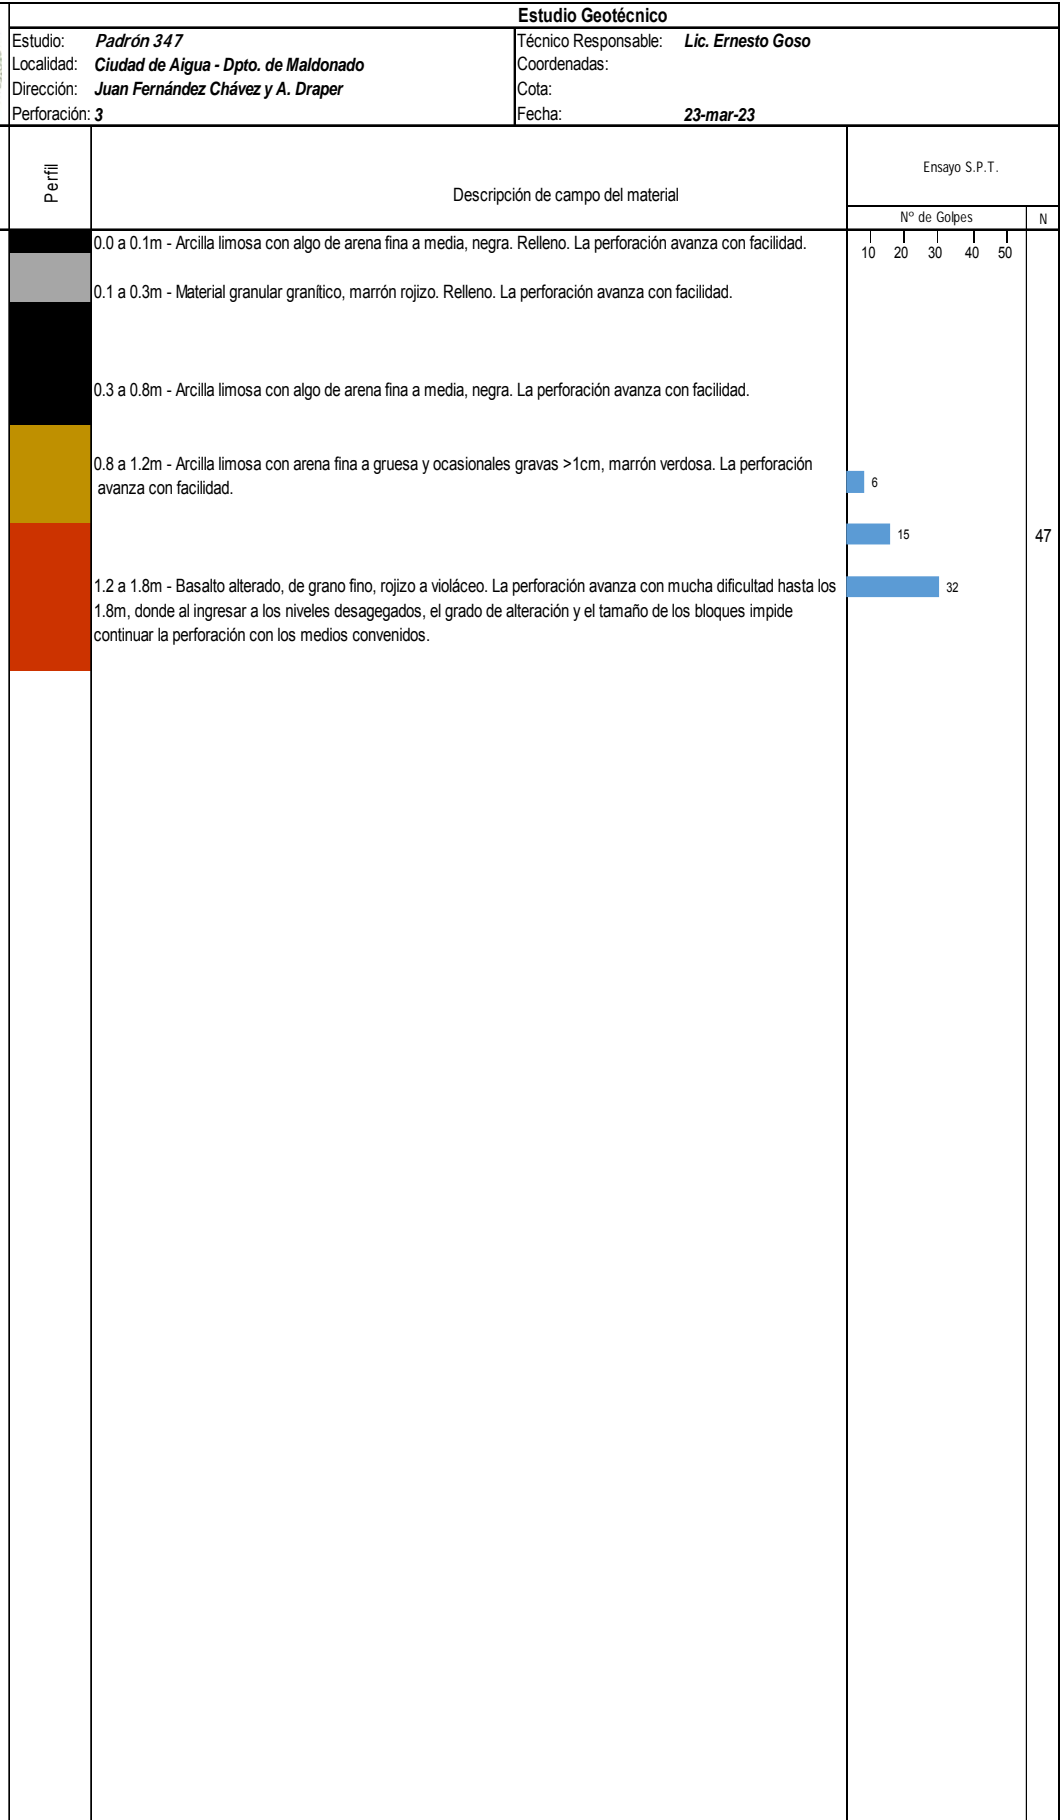 Estudio Geotécnico
Estudio: Padrón 347
Técnico Responsable: Lic. Ernesto Goso
Localidad: Ciudad de Aigua - Dpto. de Maldonado
Coordenadas:
Dirección: Juan Fernández Chávez y A. Draper
Cota:
Perforación: 3
Fecha: 23-mar-23
Perfil
Descripción de campo del material
Ensayo S.P.T.
Nº de Golpes
N
0.0 a 0.1m - Arcilla limosa con algo de arena fina a media, negra. Relleno. La perforación avanza con facilidad.
10 20 30 40 50
0.1 a 0.3m - Material granular granítico, marrón rojizo. Relleno. La perforación avanza con facilidad.
0.3 a 0.8m - Arcilla limosa con algo de arena fina a media, negra. La perforación avanza con facilidad.
0.8 a 1.2m - Arcilla limosa con arena fina a gruesa y ocasionales gravas >1cm, marrón verdosa. La perforación
avanza con facilidad.
6
15
47
1.2 a 1.8m - Basalto alterado, de grano fino, rojizo a violáceo. La perforación avanza con mucha dificultad hasta los
32
1.8m, donde al ingresar a los niveles desagegados, el grado de alteración y el tamaño de los bloques impide
continuar la perforación con los medios convenidos.